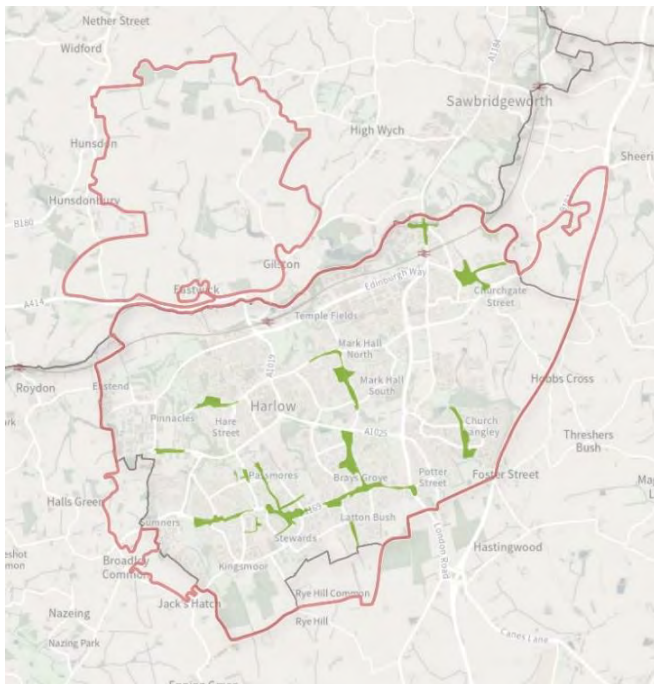 Nether Street
Widford
A1184
Sawbridgeworth
High Wych
Hunsdon
Hunsdonbury
B180
Gilston
Eastwick
A414
Edinburgh Way
Churchgate
Street
Temple Fields
Mark Hall
North
A1019
Roydon
Mark Hall
South
Hobbs Cross
Pinnacles
Hare
Street
Harlow
A1025
Church
Langley
Threshers
Bush
Passmores
Brays Grove
Potter
Street
Foster Street
Halls Green
Sumners
Latton Bush
Stewards
Hastingwood
London Road
Broadley
Common
Kingsmoor
Rye Hill Common
Jack's Hatch
Nazeing
Rye Hill
Nazing Park
Canes Lane